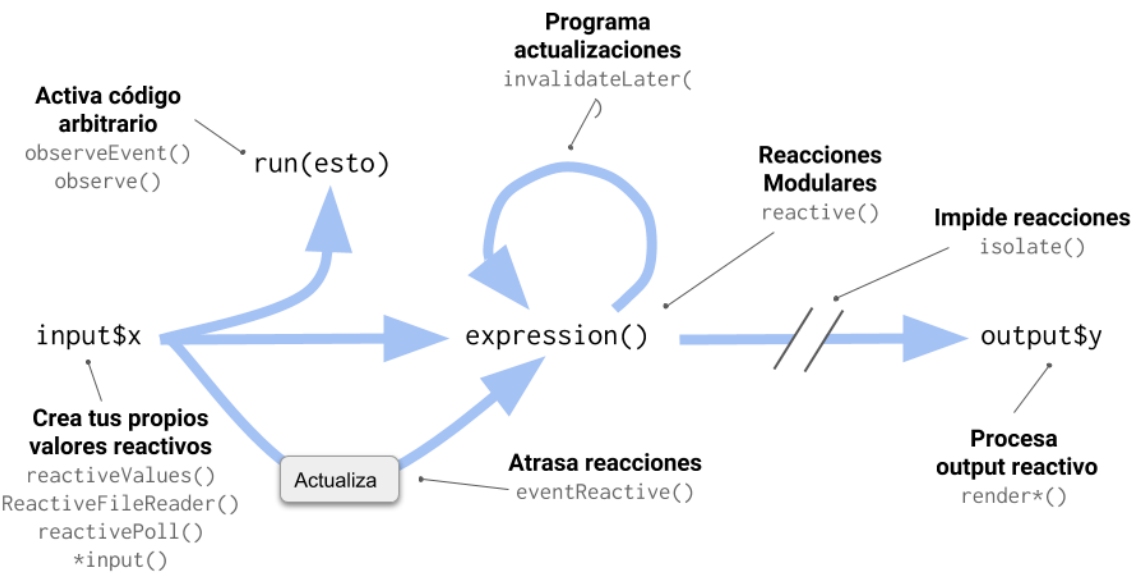 Programa
actualizaciones
invalidateLater(
)
Activa código
arbitrario
observeEvent()
observe()
run(esto)
Reacciones
Modulares
reactive()
Impide reacciones
isolate()
input$x
expression()
output$y
Crea tus propios
valores reactivos
reactiveValues()
ReactiveFileReader()
reactivePoll()
*input()
Actualiza
Atrasa reacciones
eventReactive()
Procesa
output reactivo
render*()